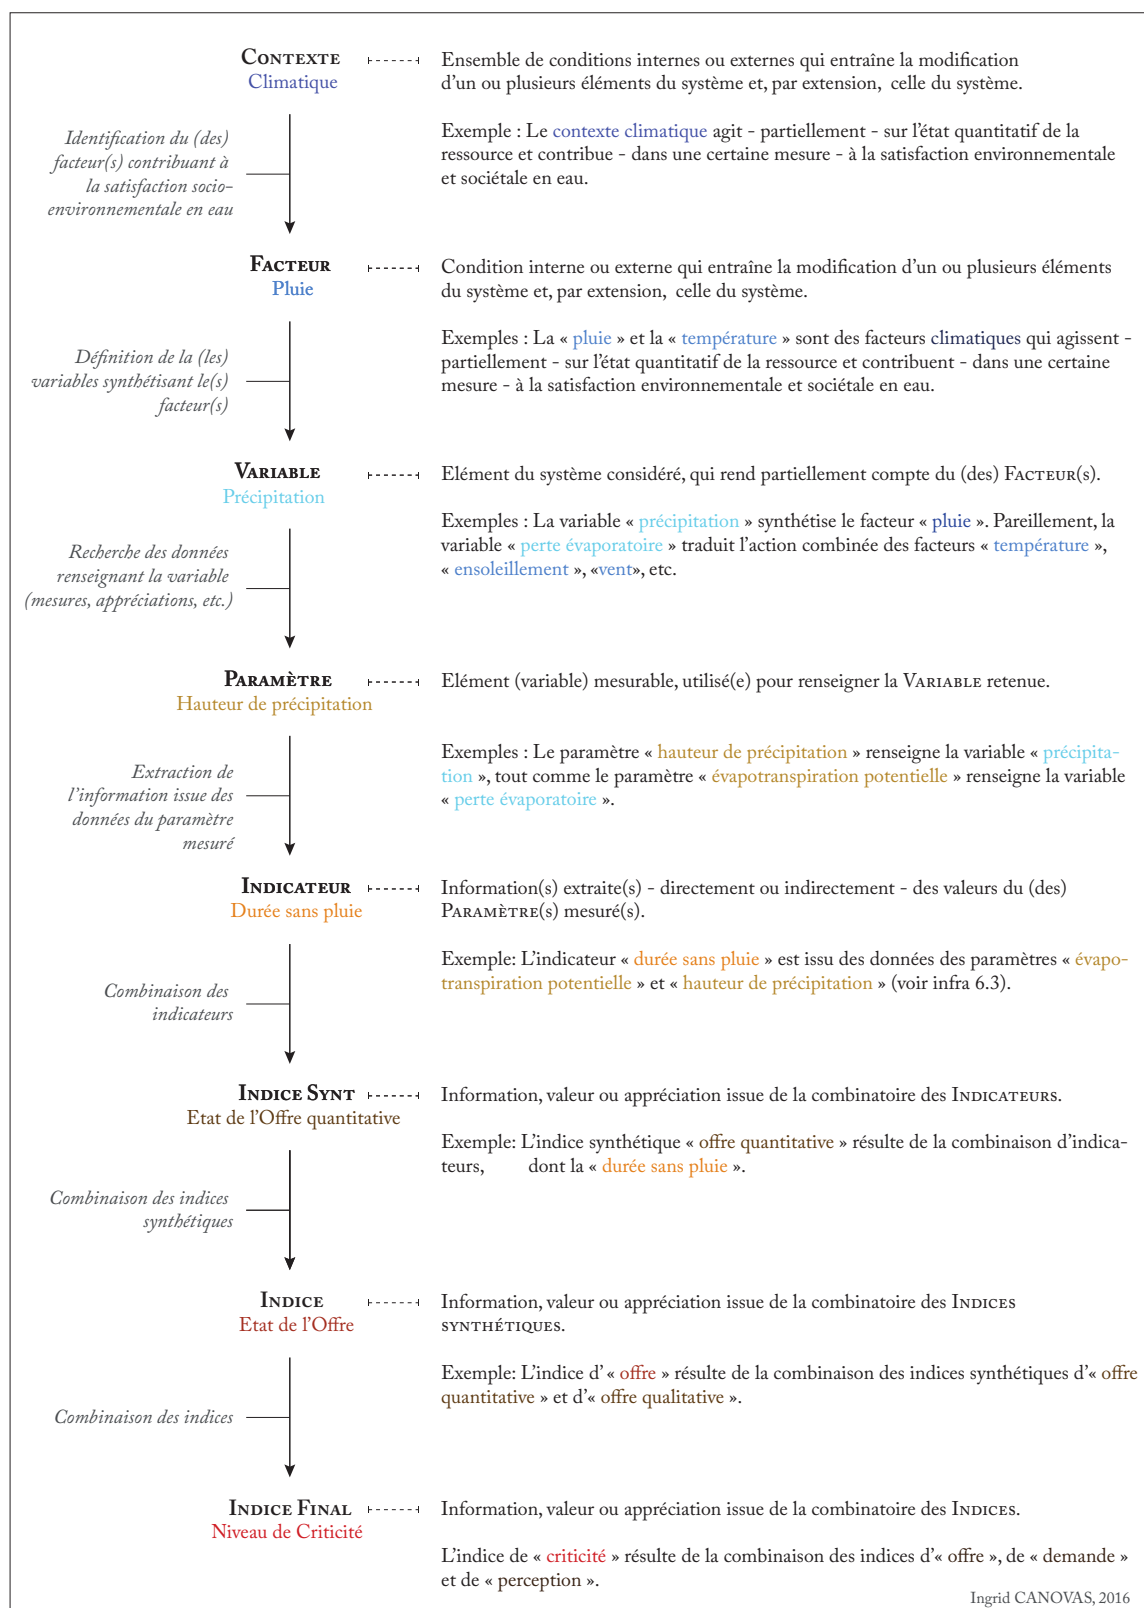 CONTEXTE
Climatique
Ensemble de conditions internes ou externes qui entraîne la modification
d'un ou plusieurs éléments du système et, par extension, celle du système.
Exemple : Le contexte climatique agit - partiellement - sur l'état quantitatif de la
ressource et contribue - dans une certaine mesure - à la satisfaction environnementale
et sociétale en eau.
Identification du (des)
facteur(s) contribuant à
la satisfaction socio-
environnementale en eau
FACTEUR
Pluie
Condition interne ou externe qui entraîne la modification d'un ou plusieurs éléments
du système et, par extension, celle du système.
Exemples : La « pluie » et la « température » sont des facteurs climatiques qui agissent -
partiellement - sur l'état quantitatif de la ressource et contribuent - dans une certaine
mesure - à la satisfaction environnementale et sociétale en eau.
Définition de la (les)
variables synthétisant le(s)
facteur(s)
VARIABLE
Précipitation
Elément du système considéré, qui rend partiellement compte du (des) FACTEUR(s).
Exemples : La variable « précipitation » synthétise le facteur « pluie ». Pareillement, la
variable « perte évaporatoire » traduit l'action combinée des facteurs « température »,
« ensoleillement », «vent», etc.
Recherche des données
renseignant la variable
(mesures, appréciations, etc.)
PARAMÈTRE
Hauteur de précipitation
Elément (variable) mesurable, utilisé(e) pour renseigner la VARIABLE retenue.
Exemples : Le paramètre « hauteur de précipitation » renseigne la variable « précipita-
tion », tout comme le paramètre « évapotranspiration potentielle » renseigne la variable
« perte évaporatoire ».
Extraction de
l'information issue des
données du paramètre
mesuré
INDICATEUR
Durée sans pluie
Information(s) extraite(s) - directement ou indirectement - des valeurs du (des)
PARAMÈTRE(s) mesuré(s).
Exemple: L'indicateur « durée sans pluie » est issu des données des paramètres « évapo-
transpiration potentielle » et « hauteur de précipitation » (voir infra 6.3).
Combinaison des
indicateurs
INDICE SYNT
Etat de l'Offre quantitative
Information, valeur ou appréciation issue de la combinatoire des INDICATEURS.
Exemple: L'indice synthétique « offre quantitative » résulte de la combinaison d'indica-
teurs, dont la « durée sans pluie ».
Combinaison des indices
synthétiques
INDICE
Etat de l'Offre
Information, valeur ou appréciation issue de la combinatoire des INDICES
SYNTHÉTIQUES.
Exemple: L'indice d' « offre » résulte de la combinaison des indices synthétiques d'« offre
quantitative » et d'« offre qualitative ».
Combinaison des indices
INDICE FINAL
Niveau de Criticité
Information, valeur ou appréciation issue de la combinatoire des INDICES.
L'indice de « criticité » résulte de la combinaison des indices d'« offre », de « demande »
et de « perception ».
Ingrid CANOVAS, 2016